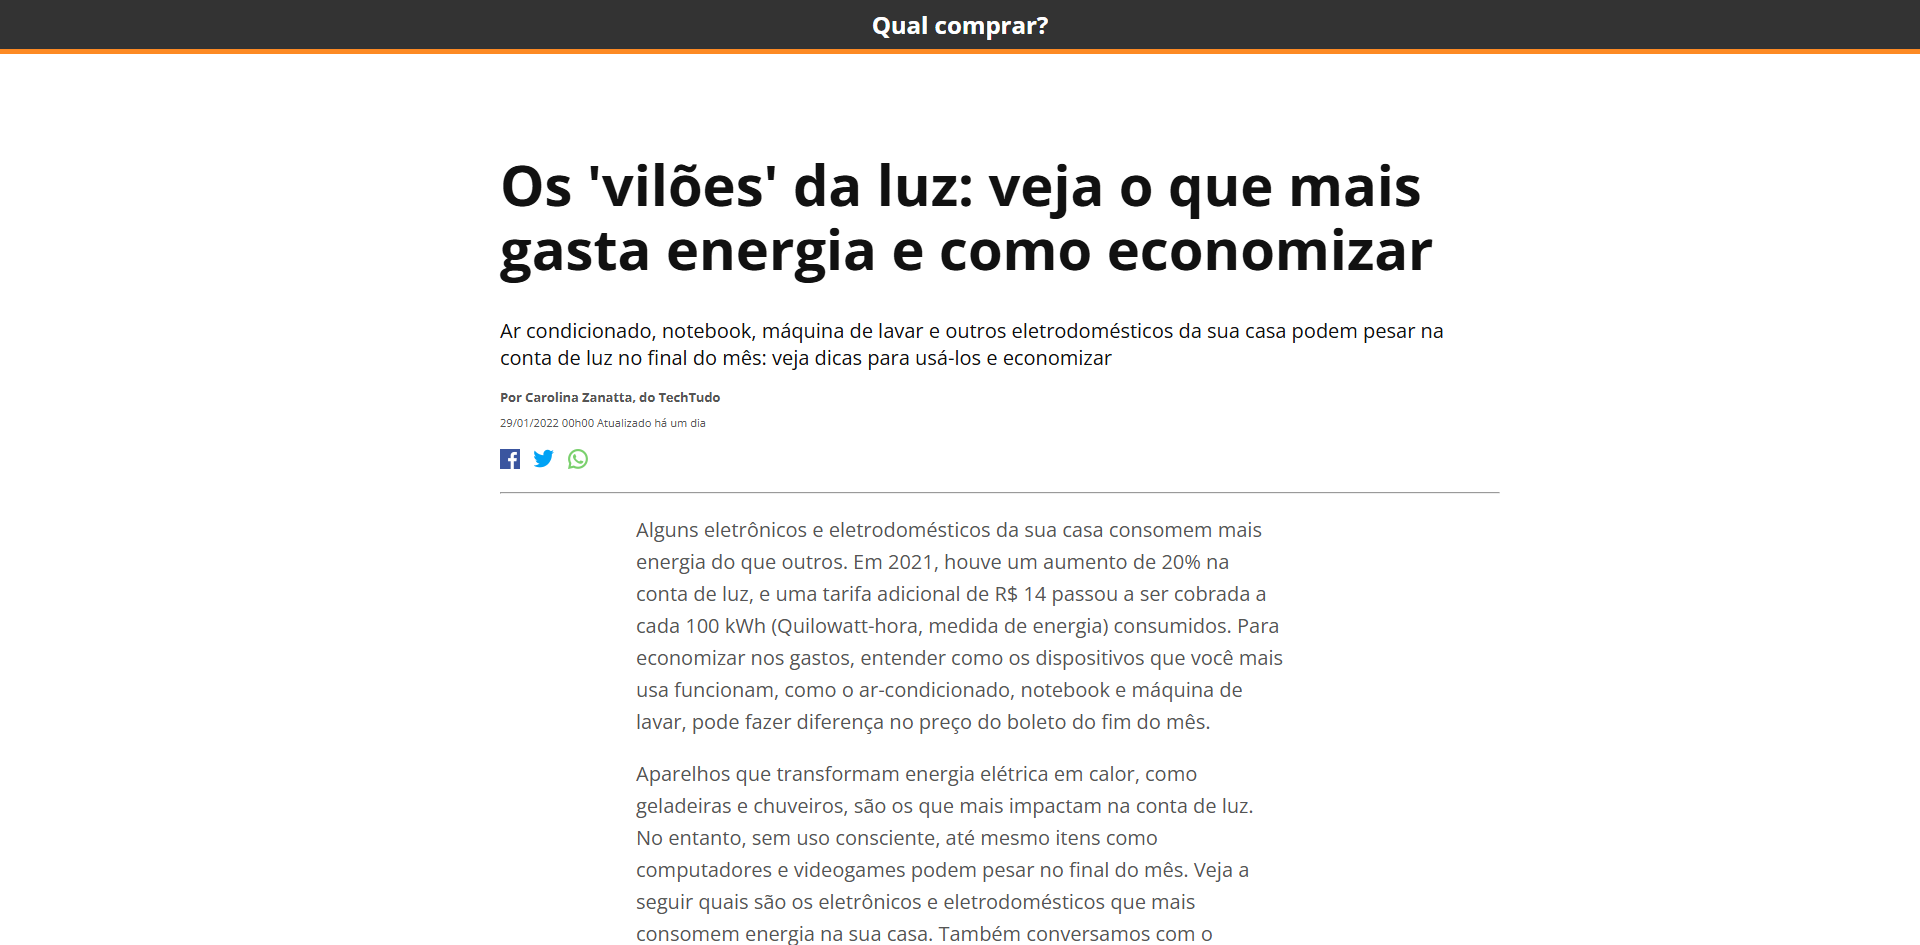 Qual comprar?
Os 'vilões' da luz: veja o que mais
gasta energia e como economizar
Ar condicionado, notebook, máquina de lavar e outros eletrodomésticos da sua casa podem pesar na
conta de luz no final do mês: veja dicas para usá-los e economizar
Por Carolina Zanatta, do TechTudo
29/01/2022 00h00 Atualizado há um dia
Alguns eletrônicos e eletrodomésticos da sua casa consomem mais
energia do que outros. Em 2021, houve um aumento de 20% na
conta de luz, e uma tarifa adicional de R$ 14 passou a ser cobrada a
cada 100 kWh (Quilowatt-hora, medida de energia) consumidos. Para
economizar nos gastos, entender como os dispositivos que você mais
usa funcionam, como o ar-condicionado, notebook e máquina de
lavar, pode fazer diferença no preço do boleto do fim do mês.
Aparelhos que transformam energia elétrica em calor, como
geladeiras e chuveiros, são os que mais impactam na conta de luz.
No entanto, sem uso consciente, até mesmo itens como
computadores e videogames podem pesar no final do mês. Veja a
seguir quais são os eletrônicos e eletrodomésticos que mais
consomem energia na sua casa. Também conversamos com o